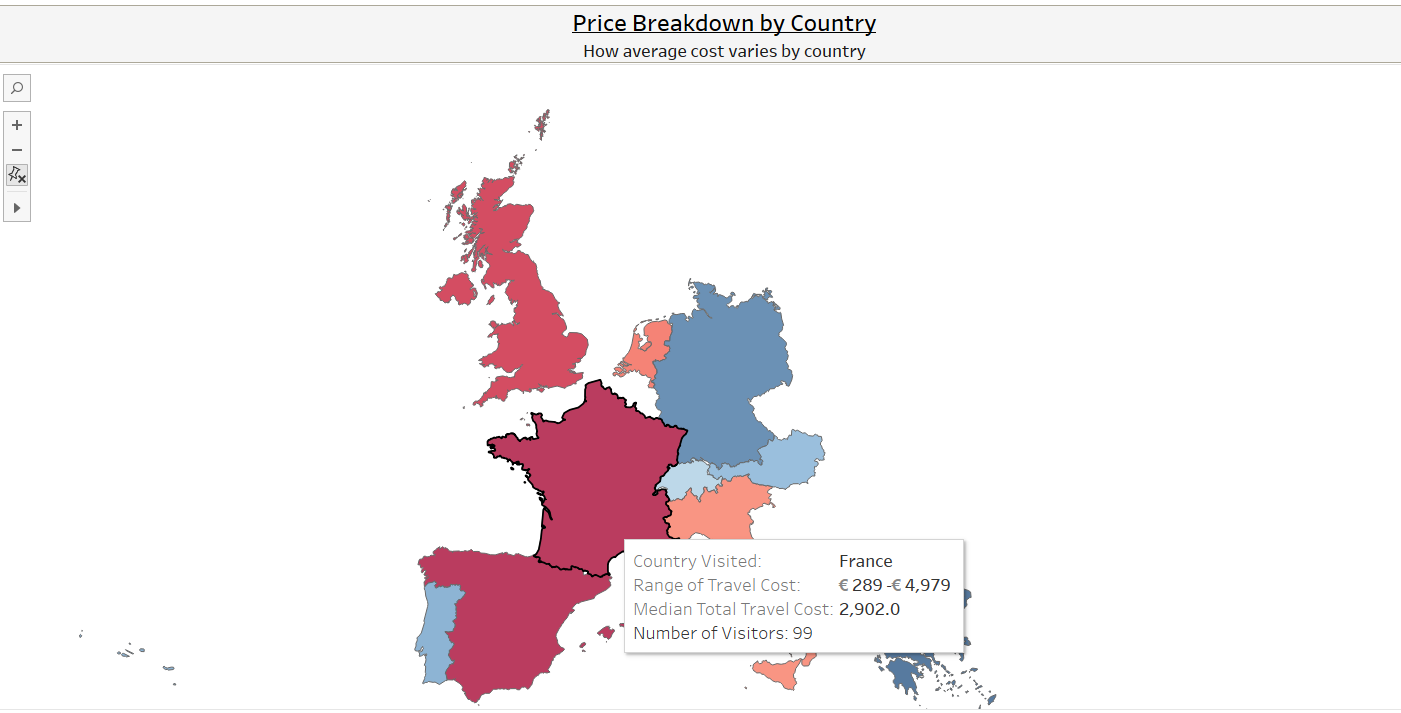 Price Breakdown by Country
How average cost varies by country
Country Visited: France
Range of Travel Cost: € 289 -€ 4,979
Median Total Travel Cost: 2,902.0
Number of Visitors: 99